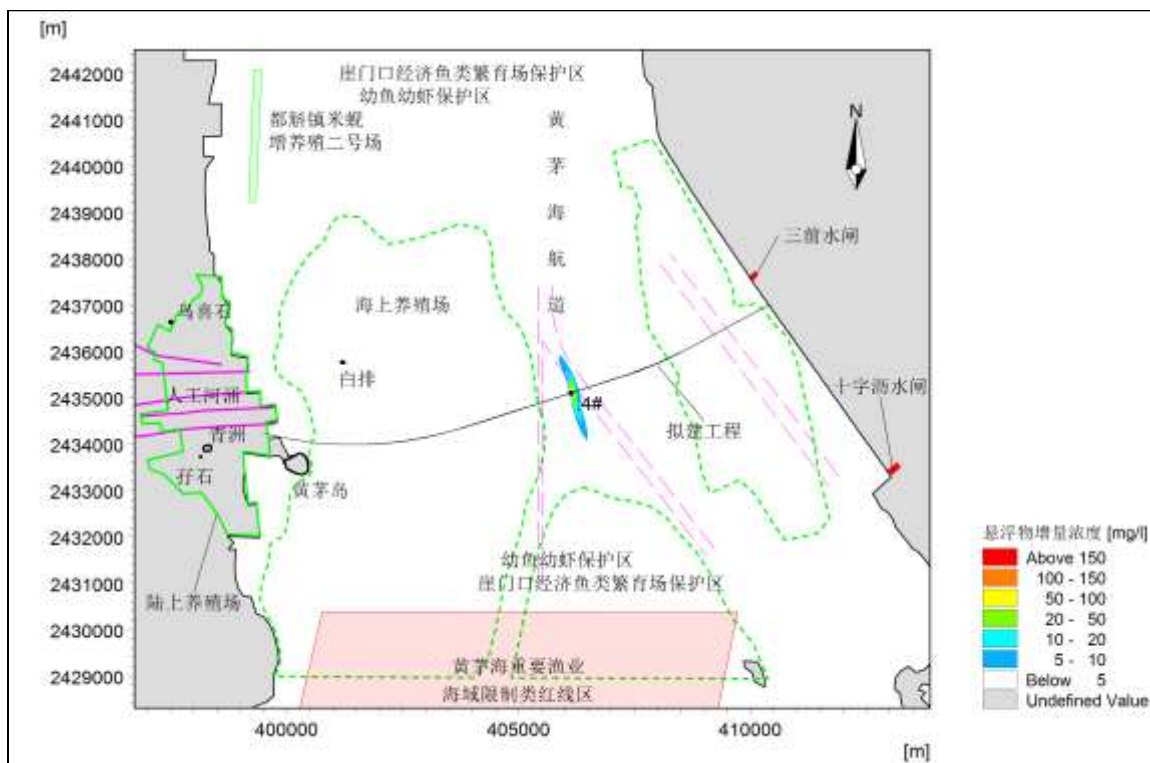 [m]
2442000
2441000
2440000
2439000
2438000
2437000
2436000
2435000
2434000
2433000
2432000
2431000
2430000
2429000
崖门口经济鱼类繁育场保护区
幼鱼幼虾保护区
都斛镇米蚬
增养殖二号场
黄
茅
海
航
道
N
三前水闸
海上养殖场
乌喜石
白排
人工河涌
4#
十字沥水闸
拟建工程
青洲
孖石
黄茅岛
幼鱼幼虾保护区
崖门口经济鱼类繁育场保护区
陆上养殖场
黄茅海重要渔业
海域限制类红线区
400000
405000
410000
[m]
悬浮物增量浓度 [mg/l]
Above 150
100 - 150
50 - 100
20 - 50
10 - 20
5 - 10
Below 5
Undefined Value